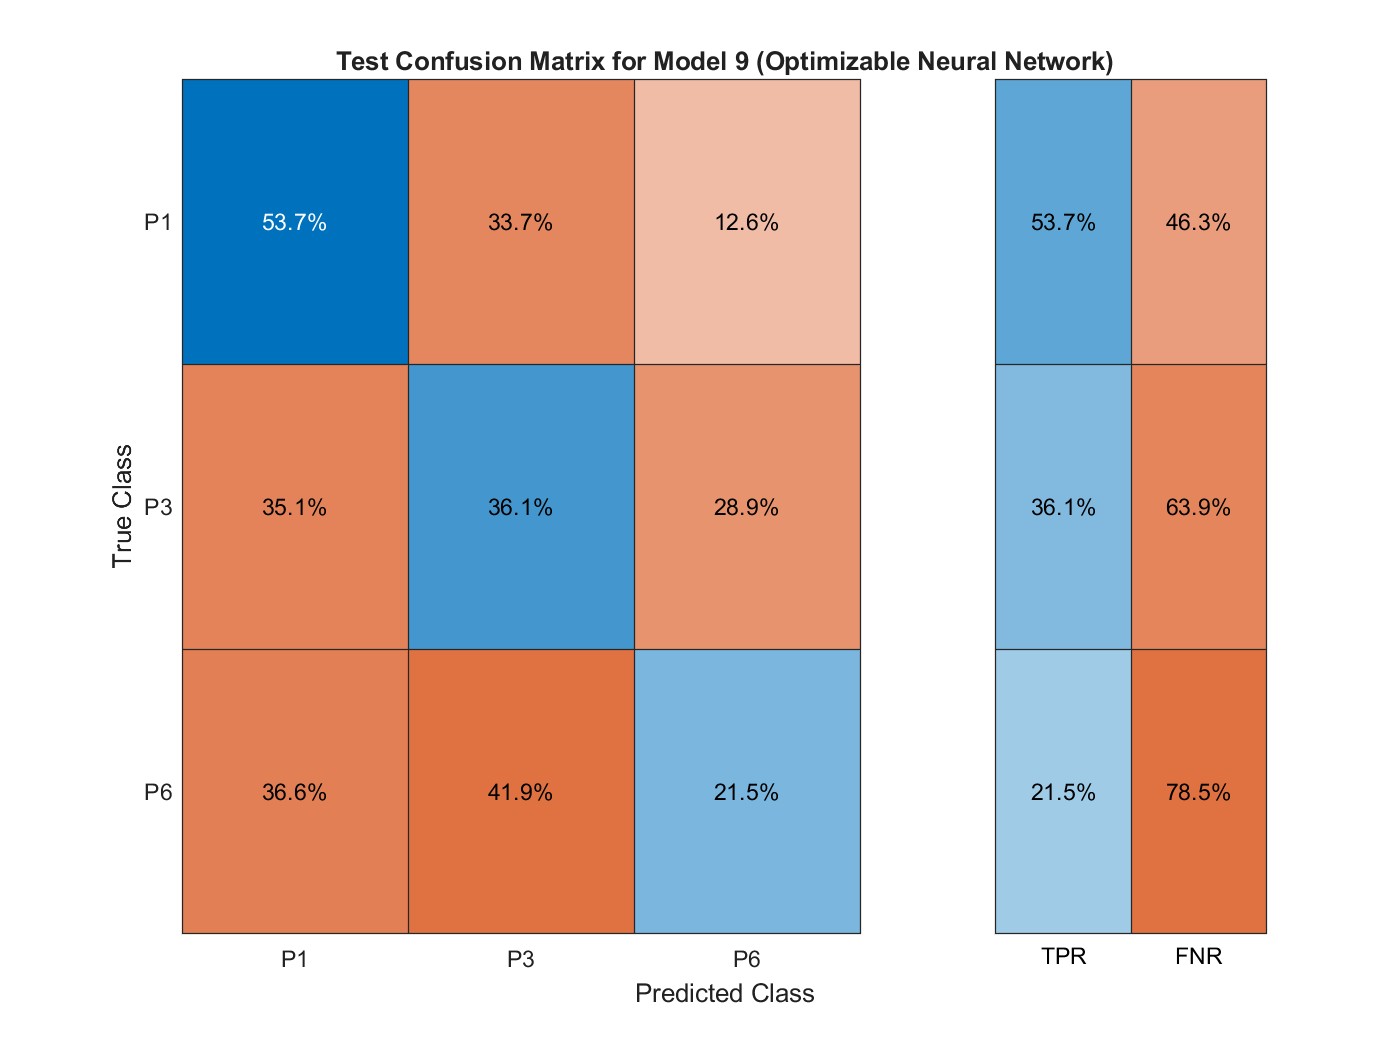 Test Confusion Matrix for Model 9 (Optimizable Neural Network)
P1 53.7% 33.7% 12.6% 53.7% 46.3%
True Class
P3 35.1% 36.1% 28.9% 36.1% 63.9%
P6 36.6% 41.9% 21.5% 21.5% 78.5%
P1 P3 P6 TPR FNR
Predicted Class